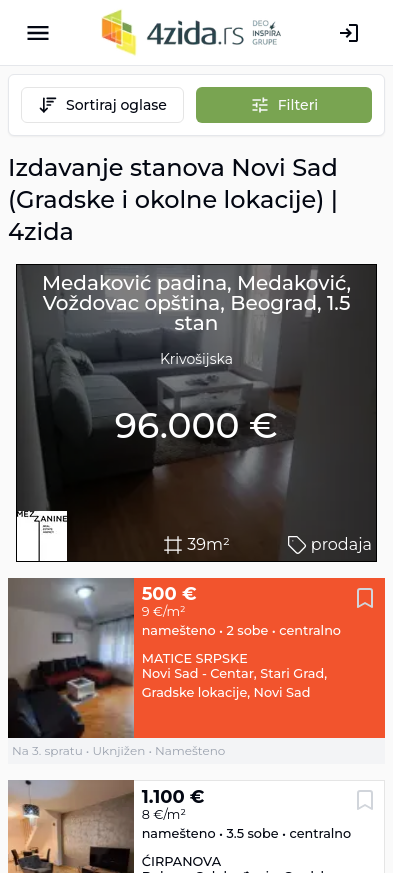 4zida.rs
DEO
INSPIRA
GRUPE
Sortiraj oglase
Filteri
Izdavanje stanova Novi Sad
(Gradske i okolne lokacije) |
4zida
Medaković padina, Medaković,
Voždovac opština, Beograd, 1.5
stan
Krivošijska
96.000 €
MEZZANINE
39m²
prodaja
500 €
9 €/m²
namešteno • 2 sobe • centralno
MATICE SRPSKE
Novi Sad - Centar, Stari Grad,
Gradske lokacije, Novi Sad
Na 3. spratu • Uknjižen • Namešteno
1.100 €
8 €/m²
namešteno • 3.5 sobe • centralno
ĆIRPANOVA